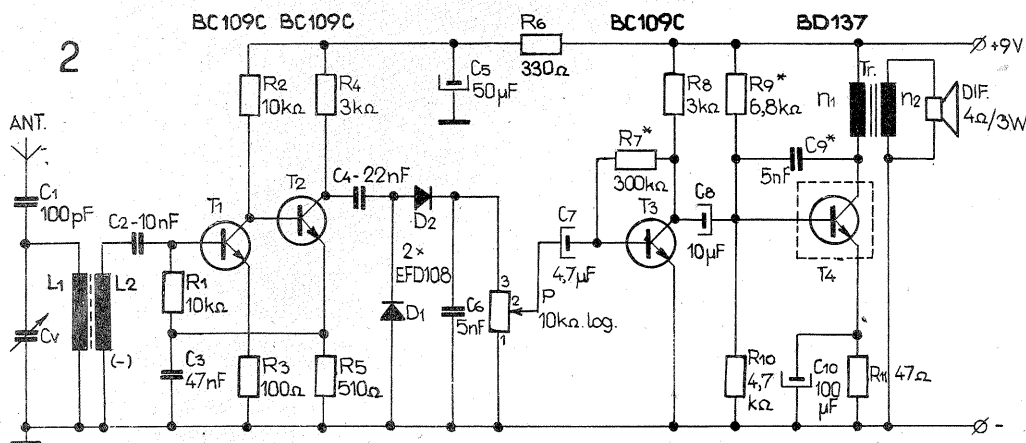 2
BC109C BC109C
BC109C
BD137
R6
330Ω
+9V
R2
10kΩ
R4
3kΩ
C5
50µF
R8
3kΩ
R9*
6,8kΩ
Tr.
n1
n2
DIF.
4Ω/3W
ANT.
C1
100pF
C2-10nF
T1
T2
C4-22nF
D2
R7*
300kΩ
C9*
5nF
T3
C8
10µF
T4
C7
4,7µF
L1
L2
R1
10kΩ
2×
EFD108
D1
C6
5nF
3
2
1
P
10kΩ.log.
Cv
(-)
C3
47nF
R3
100Ω
R5
510Ω
R10
4,7
kΩ
C10
100
µF
R11 47Ω
-